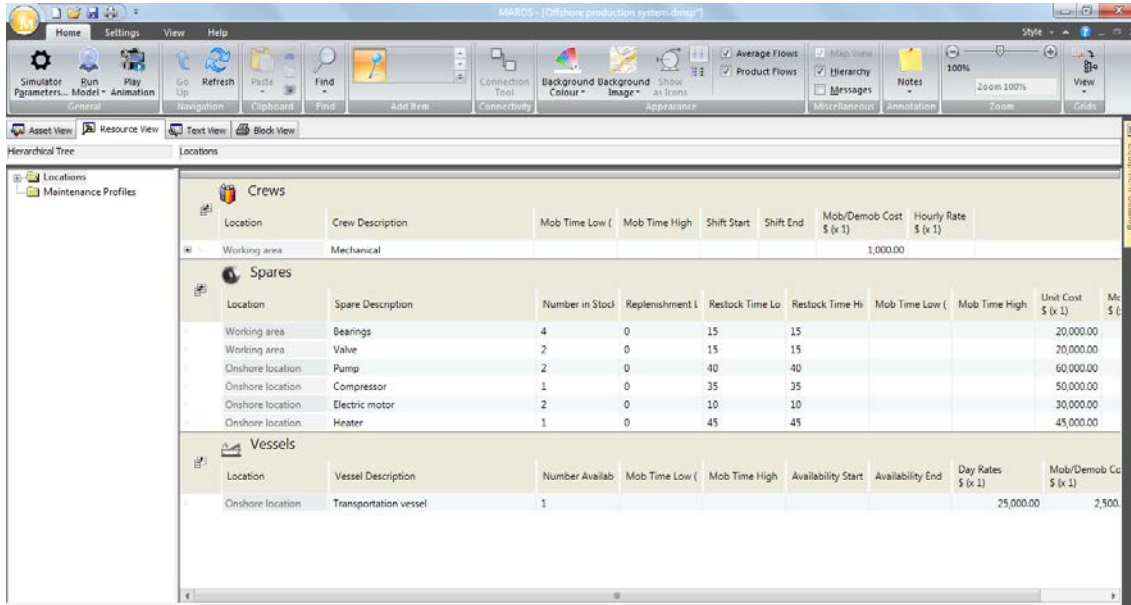 MAROS - [Offshore production system.dmsp*]
Home Settings View Help Style
Simulator Parameters... Run Model Play Animation Go Up Refresh Paste Find Connection Tool Background Colour Background Image Show as Icons Average Flows Product Flows Map View Hierarchy Messages Notes 100% Zoom 100% View
General Navigation Clipboard Find Add Item Connectivity Appearance Miscellaneous Annotation Zoom Grids
Asset View Resource View Text View Block View
Hierarchical Tree Locations
Locations
Maintenance Profiles
Crews
Location Crew Description Mob Time Low ( Mob Time High Shift Start Shift End Mob/Demob Cost $ (x 1) Hourly Rate $ (x 1)
Working area Mechanical 1,000.00
Spares
Location Spare Description Number in Stock Replenishment L Restock Time Lo Restock Time Hi Mob Time Low ( Mob Time High Unit Cost $ (x 1) Mo $ (
Working area Bearings 4 0 15 15 20,000.00
Working area Valve 2 0 15 15 20,000.00
Onshore location Pump 2 0 40 40 60,000.00
Onshore location Compressor 1 0 35 35 50,000.00
Onshore location Electric motor 2 0 10 10 30,000.00
Onshore location Heater 1 0 45 45 45,000.00
Vessels
Location Vessel Description Number Availab Mob Time Low ( Mob Time High Availability Start Availability End Day Rates $ (x 1) Mob/Demob Co $ (x 1)
Onshore location Transportation vessel 1 25,000.00 2,500.